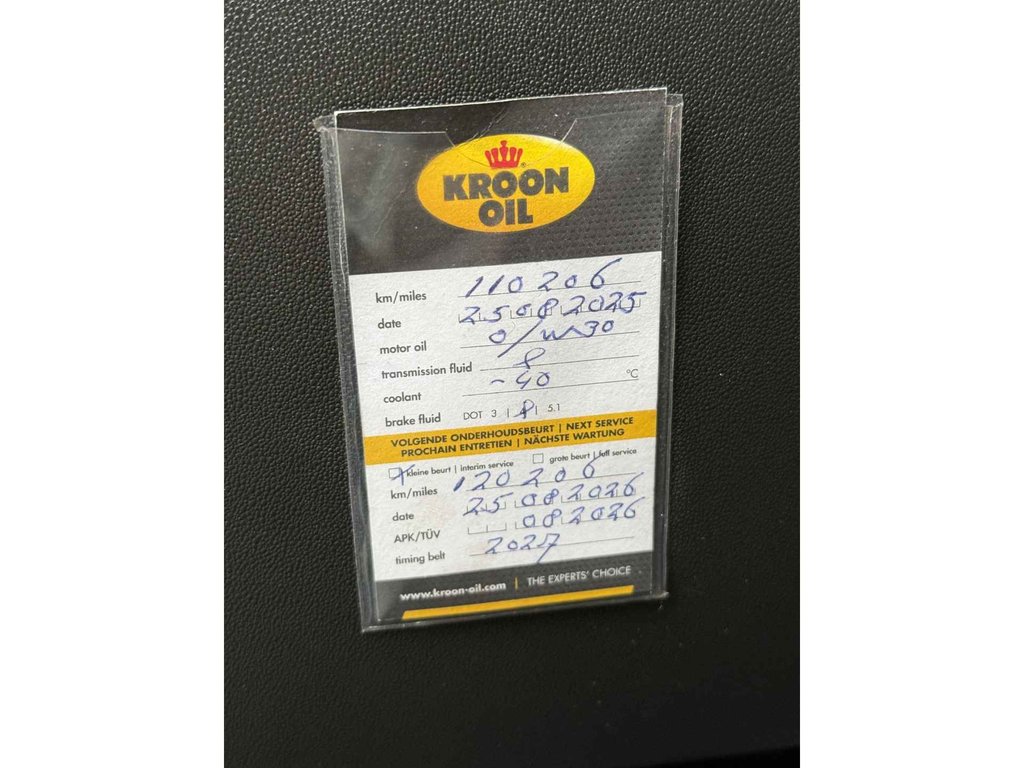 KROON
OIL
km/miles 110206
date 25 08 2025
motor oil 0/W30
transmission fluid
coolant -40 °C
brake fluid DOT 3 | 4 | 5.1
VOLGENDE ONDERHOUDSBEURT | NEXT SERVICE
PROCHAIN ENTRETIEN | NÄCHSTE WARTUNG
kleine beurt | interim service grote beurt | full service
km/miles 120206
date 25 08 2026
APK/TÜV 08 2026
timing belt 2027
www.kroon-oil.com | THE EXPERTS' CHOICE